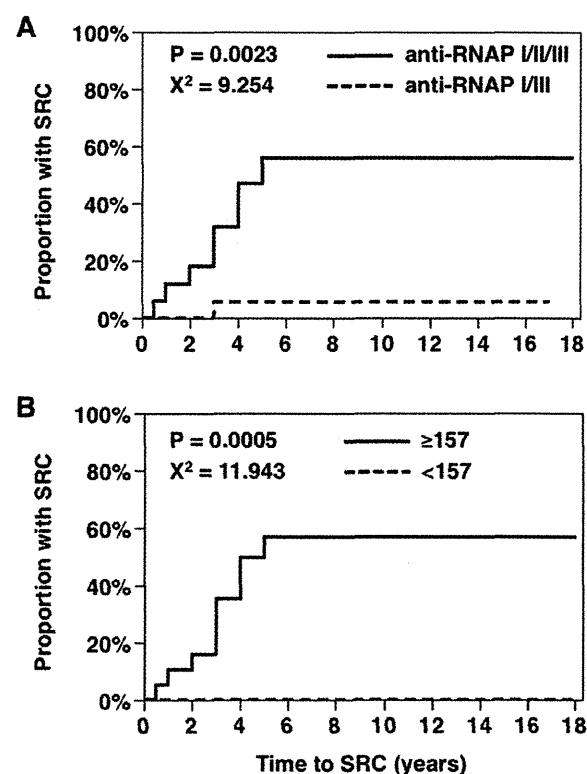 A
P = 0.0023
X² = 9.254
anti-RNAP I/II/III
anti-RNAP I/III
Proportion with SRC
100%
80%
60%
40%
20%
0%
0 2 4 6 8 10 12 14 16 18
B
P = 0.0005
X² = 11.943
≥157
<157
Proportion with SRC
100%
80%
60%
40%
20%
0%
0 2 4 6 8 10 12 14 16 18
Time to SRC (years)